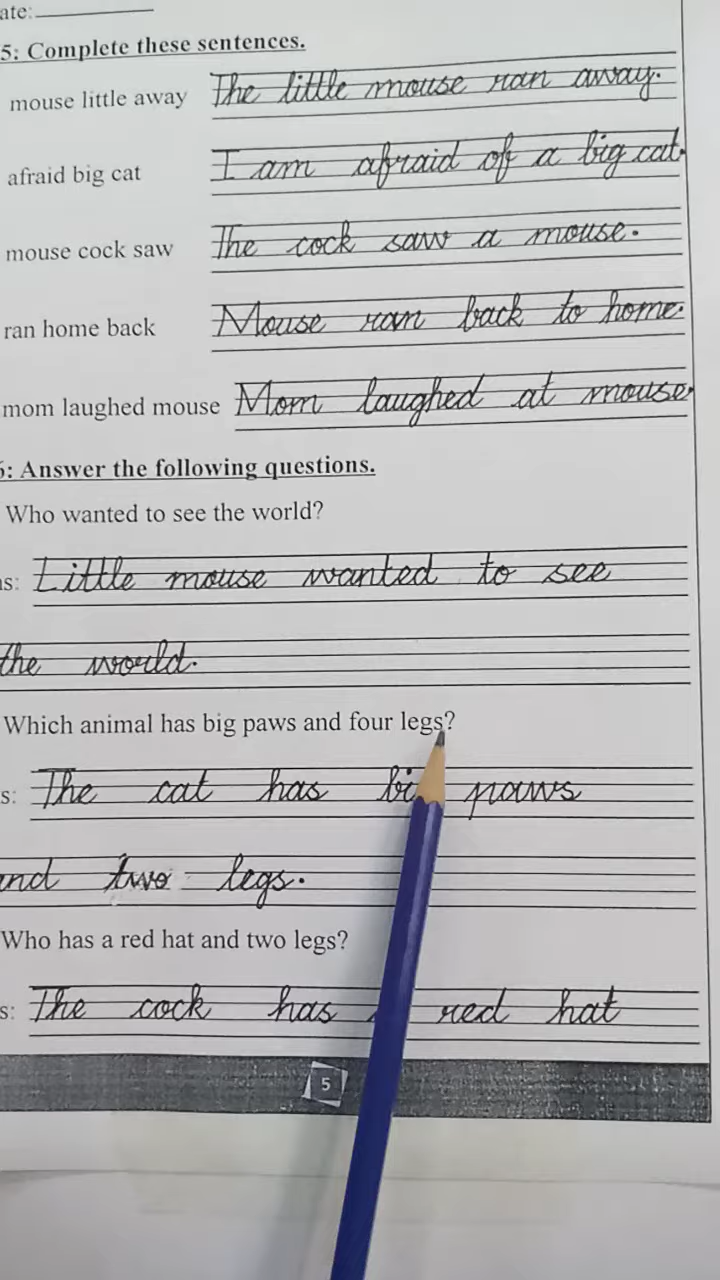 ate:
5: Complete these sentences.
mouse little away The little mouse ran away.
afraid big cat I am afraid of a big cat.
mouse cock saw The cock saw a mouse.
ran home back Mouse ran back to home.
mom laughed mouse Mom laughed at mouse.
6: Answer the following questions.
Who wanted to see the world?
s: Little mouse wanted to see
the world.
Which animal has big paws and four legs?
s: The cat has bi paws
and two legs.
Who has a red hat and two legs?
s: The cock has red hat
5